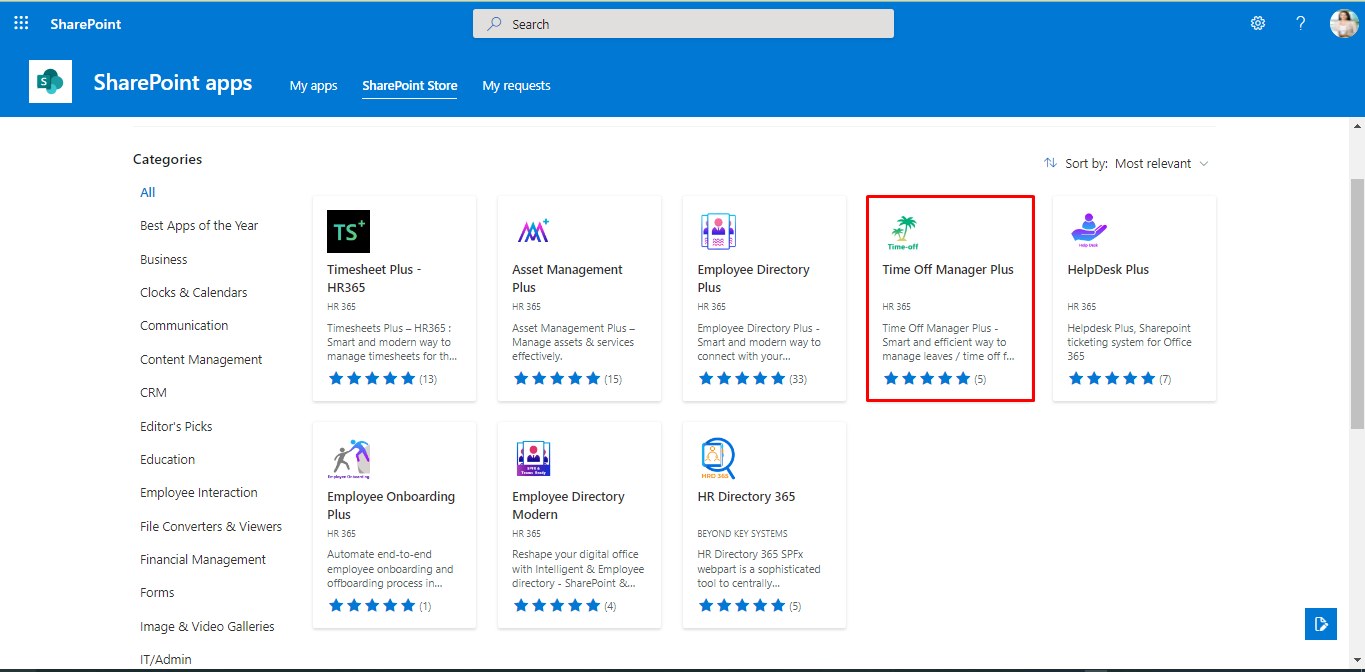 SharePoint
Search
?
S
SharePoint apps
My apps
SharePoint Store
My requests
Categories
Sort by: Most relevant
All
Best Apps of the Year
Business
Clocks & Calendars
Communication
Content Management
CRM
Editor's Picks
Education
Employee Interaction
File Converters & Viewers
Financial Management
Forms
Image & Video Galleries
IT/Admin
TS+
Timesheet Plus -
HR365
HR 365
Timesheets Plus – HR365 :
Smart and modern way to
manage timesheets for th...
(13)
Asset Management
Plus
HR 365
Asset Management Plus –
Manage assets & services
effectively.
(15)
Employee Directory
Plus
HR 365
Employee Directory Plus -
Smart and modern way to
connect with your...
(33)
Time-off
Time Off Manager Plus
HR 365
Time Off Manager Plus -
Smart and efficient way to
manage leaves / time off f...
(5)
Help Desk
HelpDesk Plus
HR 365
Helpdesk Plus, Sharepoint
ticketing system for Office
365
(7)
Employee Onboarding
Employee Onboarding
Plus
HR 365
Automate end-to-end
employee onboarding and
offboarding process in...
(1)
SPFX &
Teams Ready
Employee Directory
Modern
HR 365
Reshape your digital office
with Intelligent & Employee
directory - SharePoint &...
(4)
HRD 365
HR Directory 365
BEYOND KEY SYSTEMS
HR Directory 365 SPFx
webpart is a sophisticated
tool to centrally...
(5)